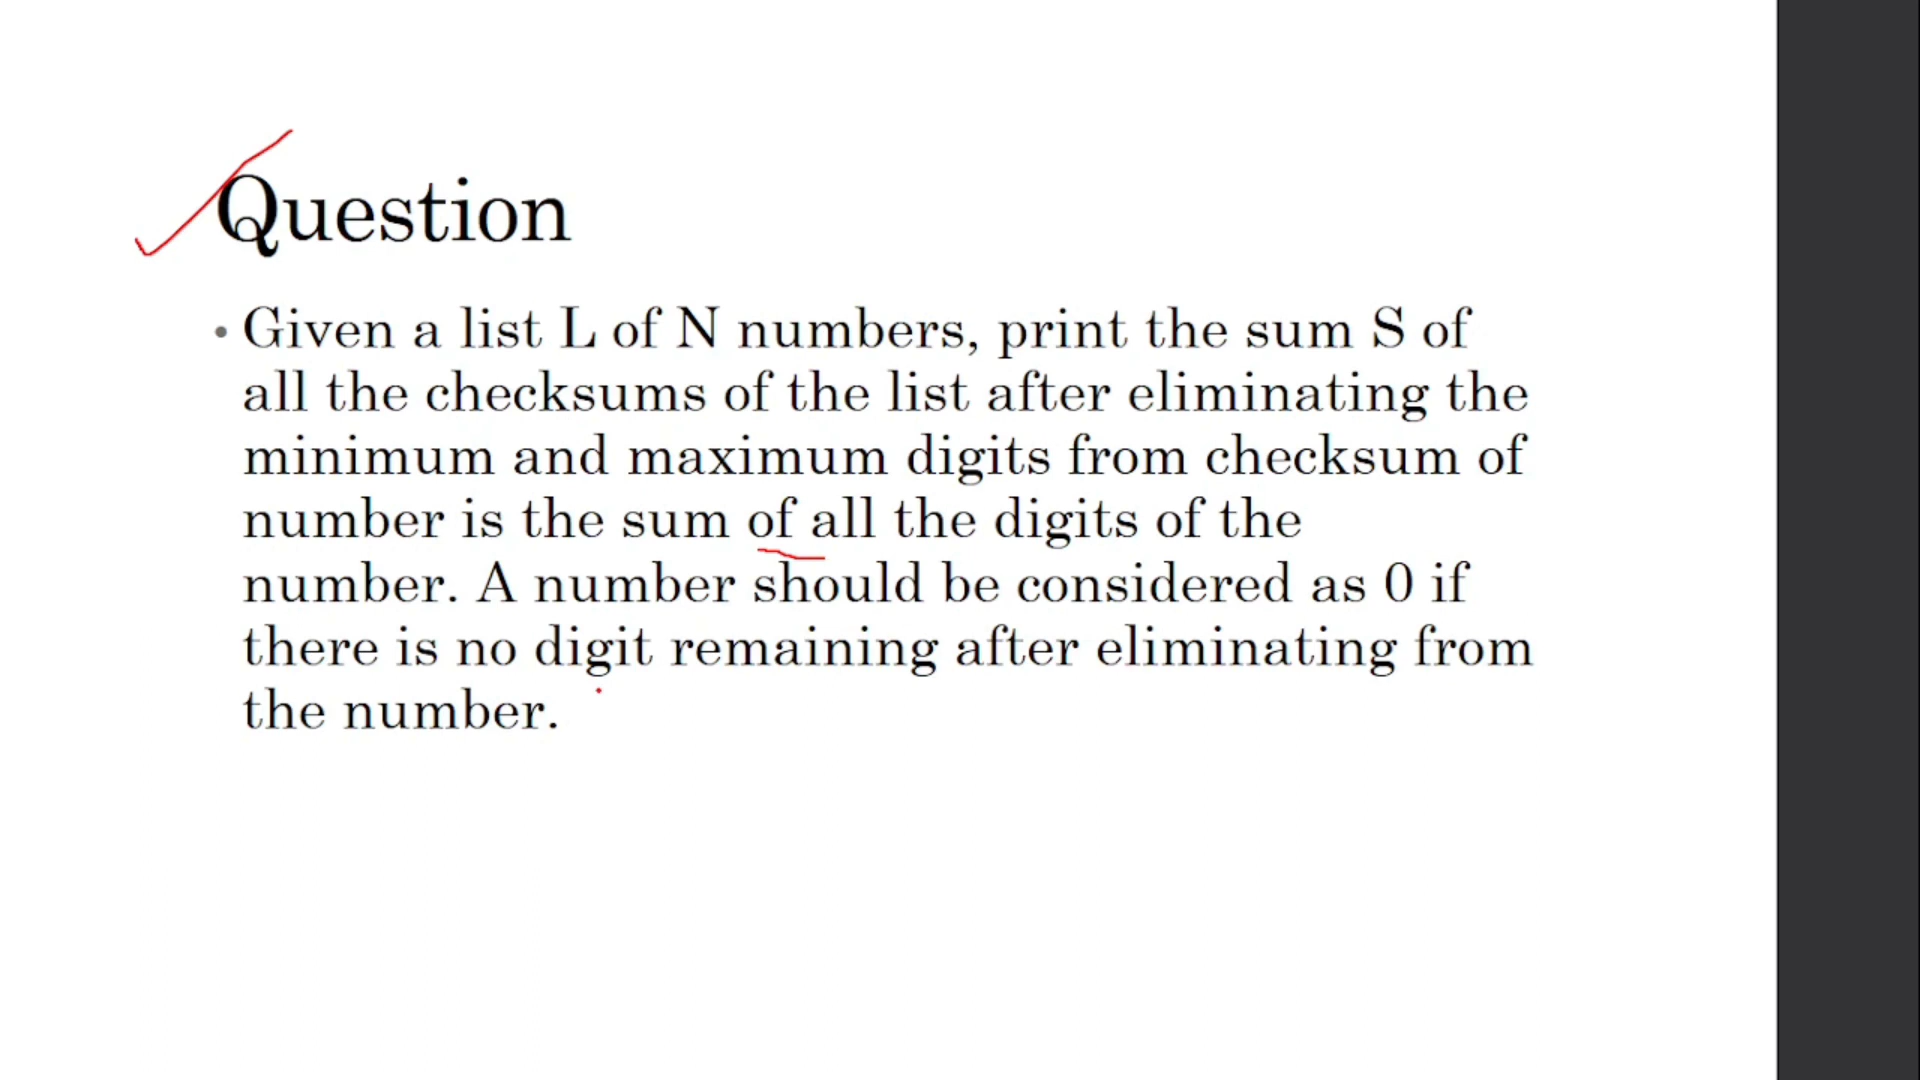 Question
• Given a list L of N numbers, print the sum S of
all the checksums of the list after eliminating the
minimum and maximum digits from checksum of
number is the sum of all the digits of the
number. A number should be considered as 0 if
there is no digit remaining after eliminating from
the number.